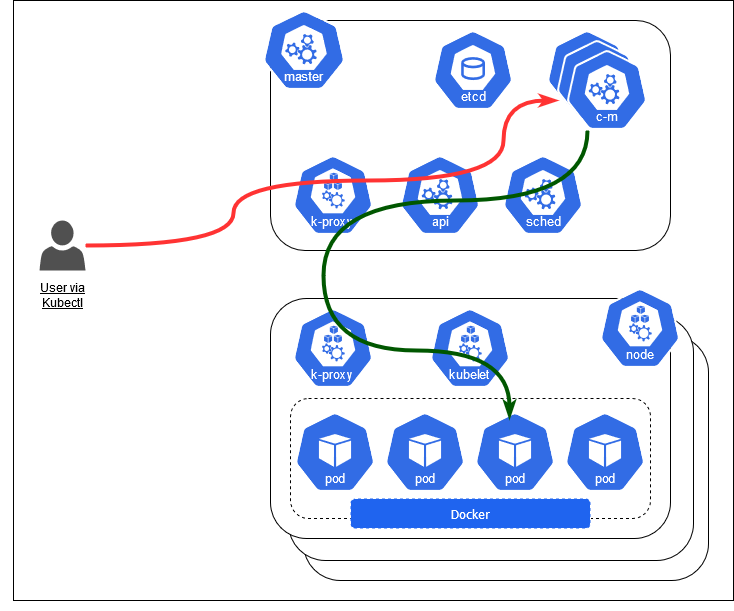 master
etcd
c-m
k-proxy
api
sched
User via
Kubectl
node
k-proxy
kubelet
pod
pod
pod
pod
Docker